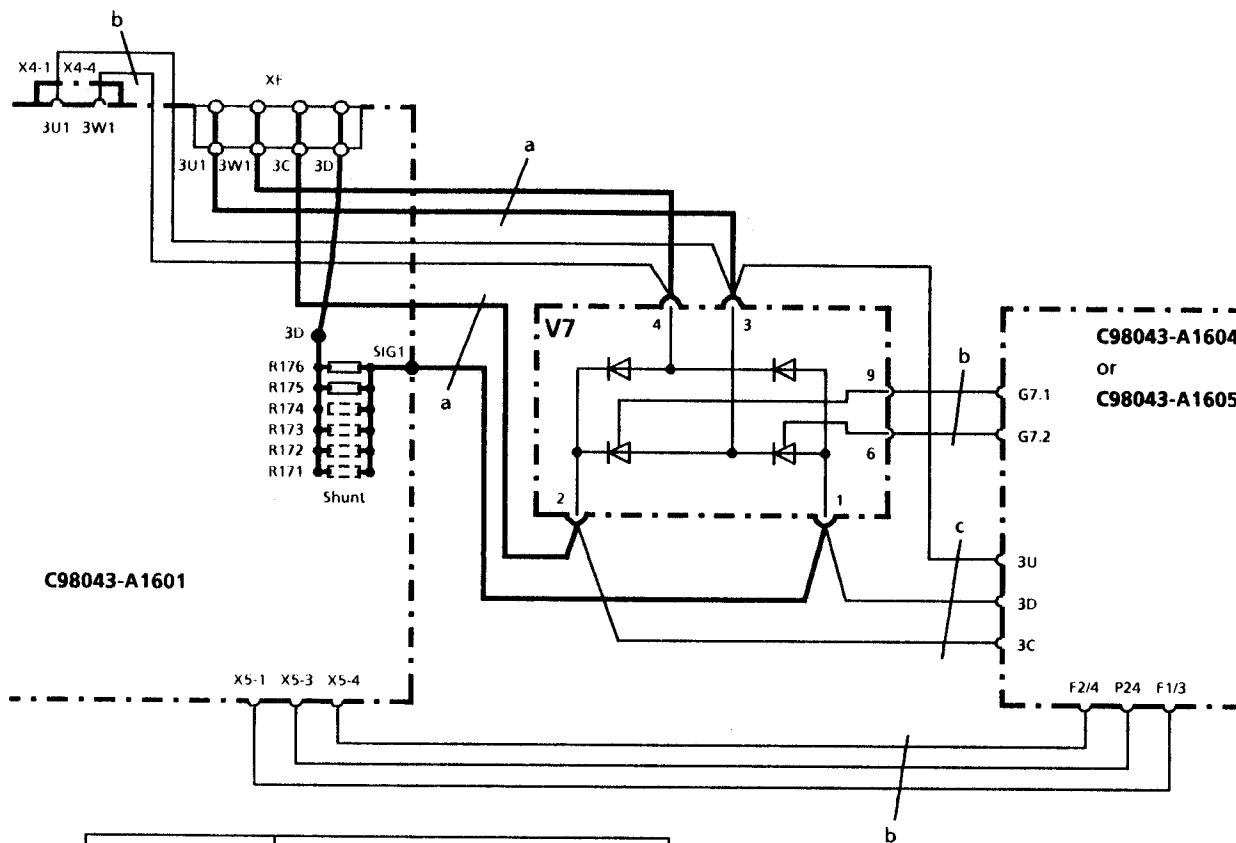 b
X4-1 X4-4
XF
3U1 3W1
3U1 3W1 3C 3D
a
3D
SIG1
R176
R175
R174
R173
R172
R171
Shunt
a
V7
4 3
9
6
2 1
b
C98043-A1604
or
C98043-A1605
G7.1
G7.2
c
3U
3D
3C
C98043-A1601
X5-1 X5-3 X5-4
F2/4 P24 F1/3
b